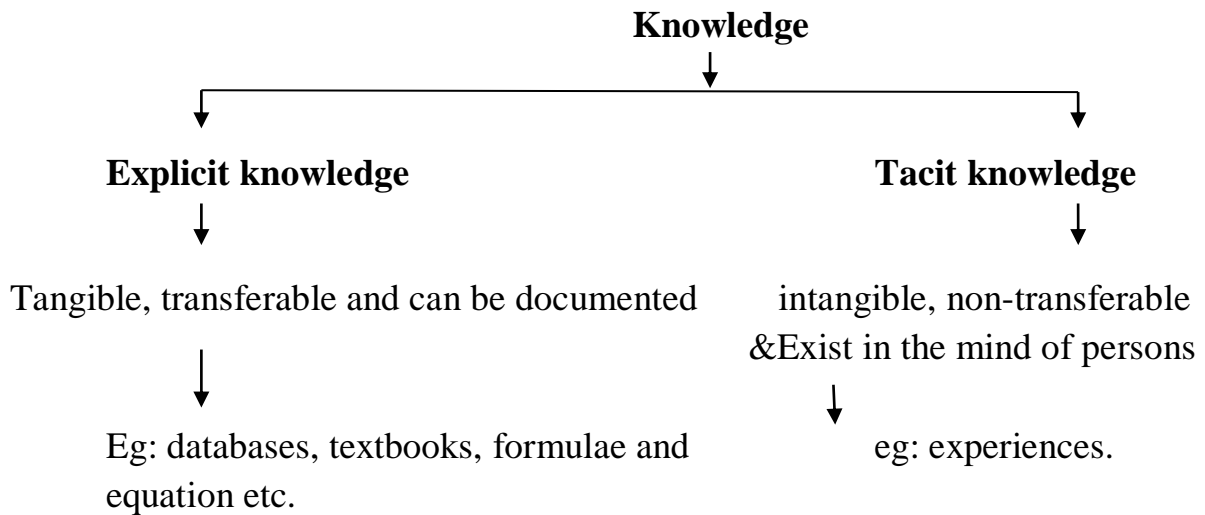 Knowledge
Explicit knowledge
Tacit knowledge
Tangible, transferable and can be documented
intangible, non-transferable
&Exist in the mind of persons
Eg: databases, textbooks, formulae and
equation etc.
eg: experiences.